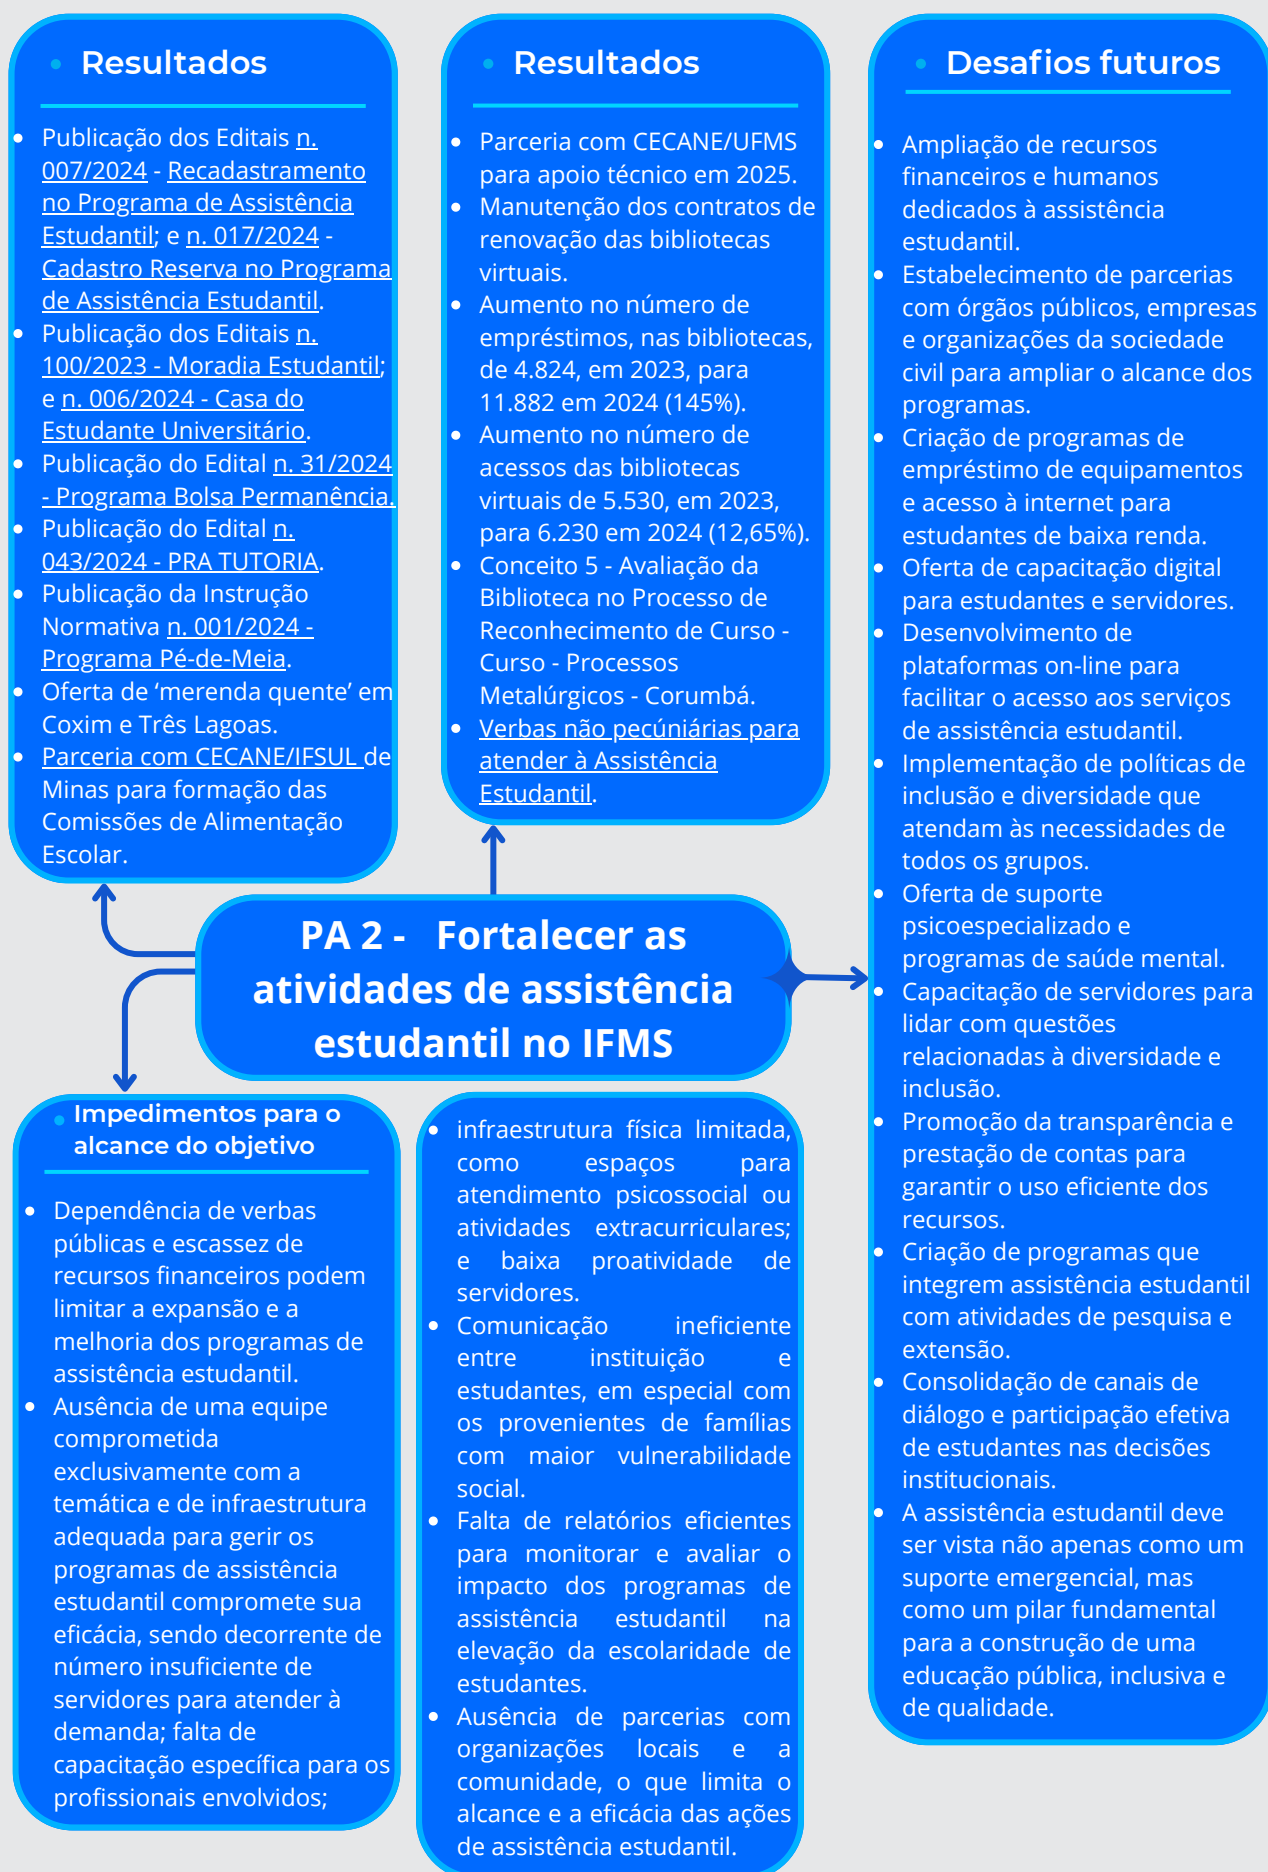 Resultados
Publicação dos Editais n.
007/2024 - Recadastramento
no Programa de Assistência
Estudantil; e n. 017/2024 -
Cadastro Reserva no Programa
de Assistência Estudantil.
Publicação dos Editais n.
100/2023 - Moradia Estudantil;
e n. 006/2024 - Casa do
Estudante Universitário.
Publicação do Edital n. 31/2024
- Programa Bolsa Permanência.
Publicação do Edital n.
043/2024 - PRA TUTORIA.
Publicação da Instrução
Normativa n. 001/2024 -
Programa Pé-de-Meia.
Oferta de ‘merenda quente’ em
Coxim e Três Lagoas.
Parceria com CECANE/IFSUL de
Minas para formação das
Comissões de Alimentação
Escolar.
Resultados
Parceria com CECANE/UFMS
para apoio técnico em 2025.
Manutenção dos contratos de
renovação das bibliotecas
virtuais.
Aumento no número de
empréstimos, nas bibliotecas,
de 4.824, em 2023, para
11.882 em 2024 (145%).
Aumento no número de
acessos das bibliotecas
virtuais de 5.530, em 2023,
para 6.230 em 2024 (12,65%).
Conceito 5 - Avaliação da
Biblioteca no Processo de
Reconhecimento de Curso -
Curso - Processos
Metalúrgicos - Corumbá.
Verbas não pecúniárias para
atender à Assistência
Estudantil.
Desafios futuros
Ampliação de recursos
financeiros e humanos
dedicados à assistência
estudantil.
Estabelecimento de parcerias
com órgãos públicos, empresas
e organizações da sociedade
civil para ampliar o alcance dos
programas.
Criação de programas de
empréstimo de equipamentos
e acesso à internet para
estudantes de baixa renda.
Oferta de capacitação digital
para estudantes e servidores.
Desenvolvimento de
plataformas on-line para
facilitar o acesso aos serviços
de assistência estudantil.
Implementação de políticas de
inclusão e diversidade que
atendam às necessidades de
todos os grupos.
Oferta de suporte
psicoespecializado e
programas de saúde mental.
Capacitação de servidores para
lidar com questões
relacionadas à diversidade e
inclusão.
Promoção da transparência e
prestação de contas para
garantir o uso eficiente dos
recursos.
Criação de programas que
integrem assistência estudantil
com atividades de pesquisa e
extensão.
Consolidação de canais de
diálogo e participação efetiva
de estudantes nas decisões
institucionais.
A assistência estudantil deve
ser vista não apenas como um
suporte emergencial, mas
como um pilar fundamental
para a construção de uma
educação pública, inclusiva e
de qualidade.
PA 2 - Fortalecer as
atividades de assistência
estudantil no IFMS
Impedimentos para o
alcance do objetivo
Dependência de verbas
públicas e escassez de
recursos financeiros podem
limitar a expansão e a
melhoria dos programas de
assistência estudantil.
Ausência de uma equipe
comprometida
exclusivamente com a
temática e de infraestrutura
adequada para gerir os
programas de assistência
estudantil compromete sua
eficácia, sendo decorrente de
número insuficiente de
servidores para atender à
demanda; falta de
capacitação específica para os
profissionais envolvidos;
infraestrutura física limitada,
como espaços para
atendimento psicossocial ou
atividades extracurriculares;
e baixa proatividade de
servidores.
Comunicação ineficiente
entre instituição e
estudantes, em especial com
os provenientes de famílias
com maior vulnerabilidade
social.
Falta de relatórios eficientes
para monitorar e avaliar o
impacto dos programas de
assistência estudantil na
elevação da escolaridade de
estudantes.
Ausência de parcerias com
organizações locais e a
comunidade, o que limita o
alcance e a eficácia das ações
de assistência estudantil.